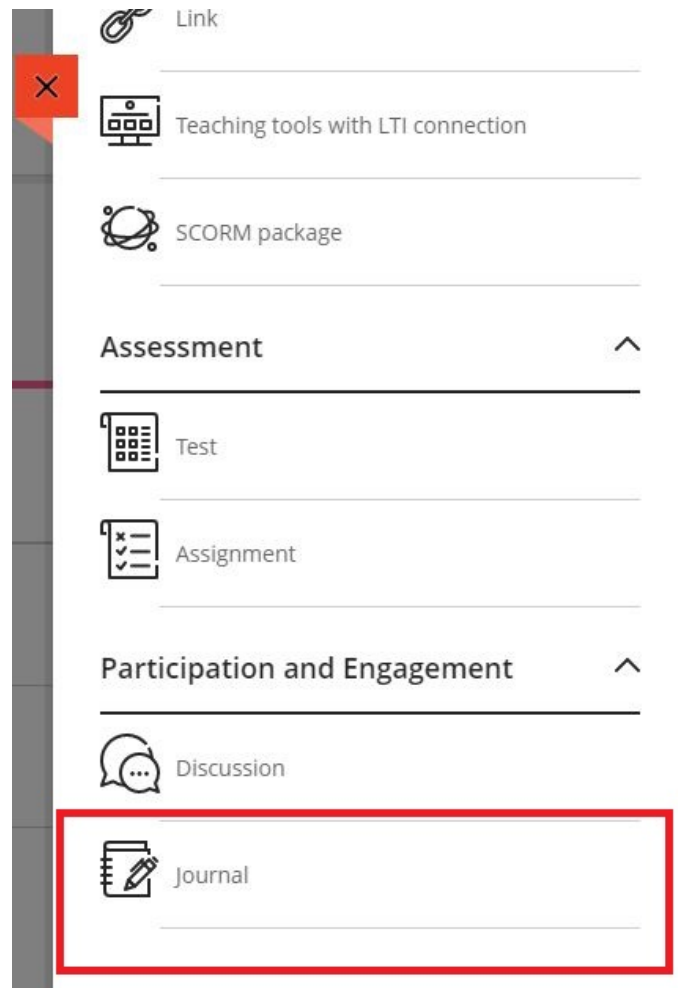 Link
Teaching tools with LTI connection
SCORM package
Assessment
Test
Assignment
Participation and Engagement
Discussion
Journal